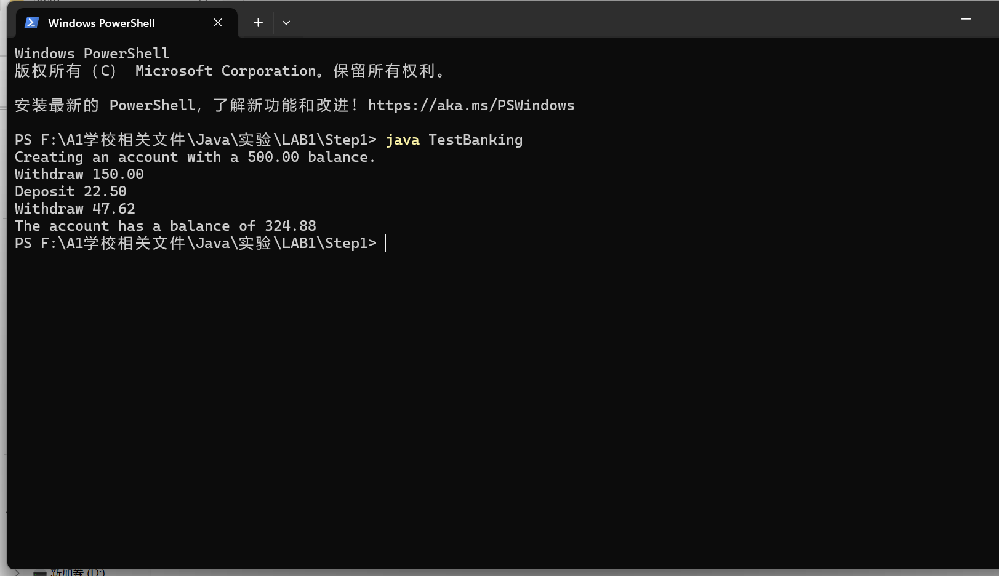 Windows PowerShell
Windows PowerShell
版权所有（C） Microsoft Corporation。保留所有权利。
安装最新的 PowerShell，了解新功能和改进！https://aka.ms/PSWindows
PS F:\A1学校相关文件\Java\实验\LAB1\Step1> java TestBanking
Creating an account with a 500.00 balance.
Withdraw 150.00
Deposit 22.50
Withdraw 47.62
The account has a balance of 324.88
PS F:\A1学校相关文件\Java\实验\LAB1\Step1>
新加卷 (D:)